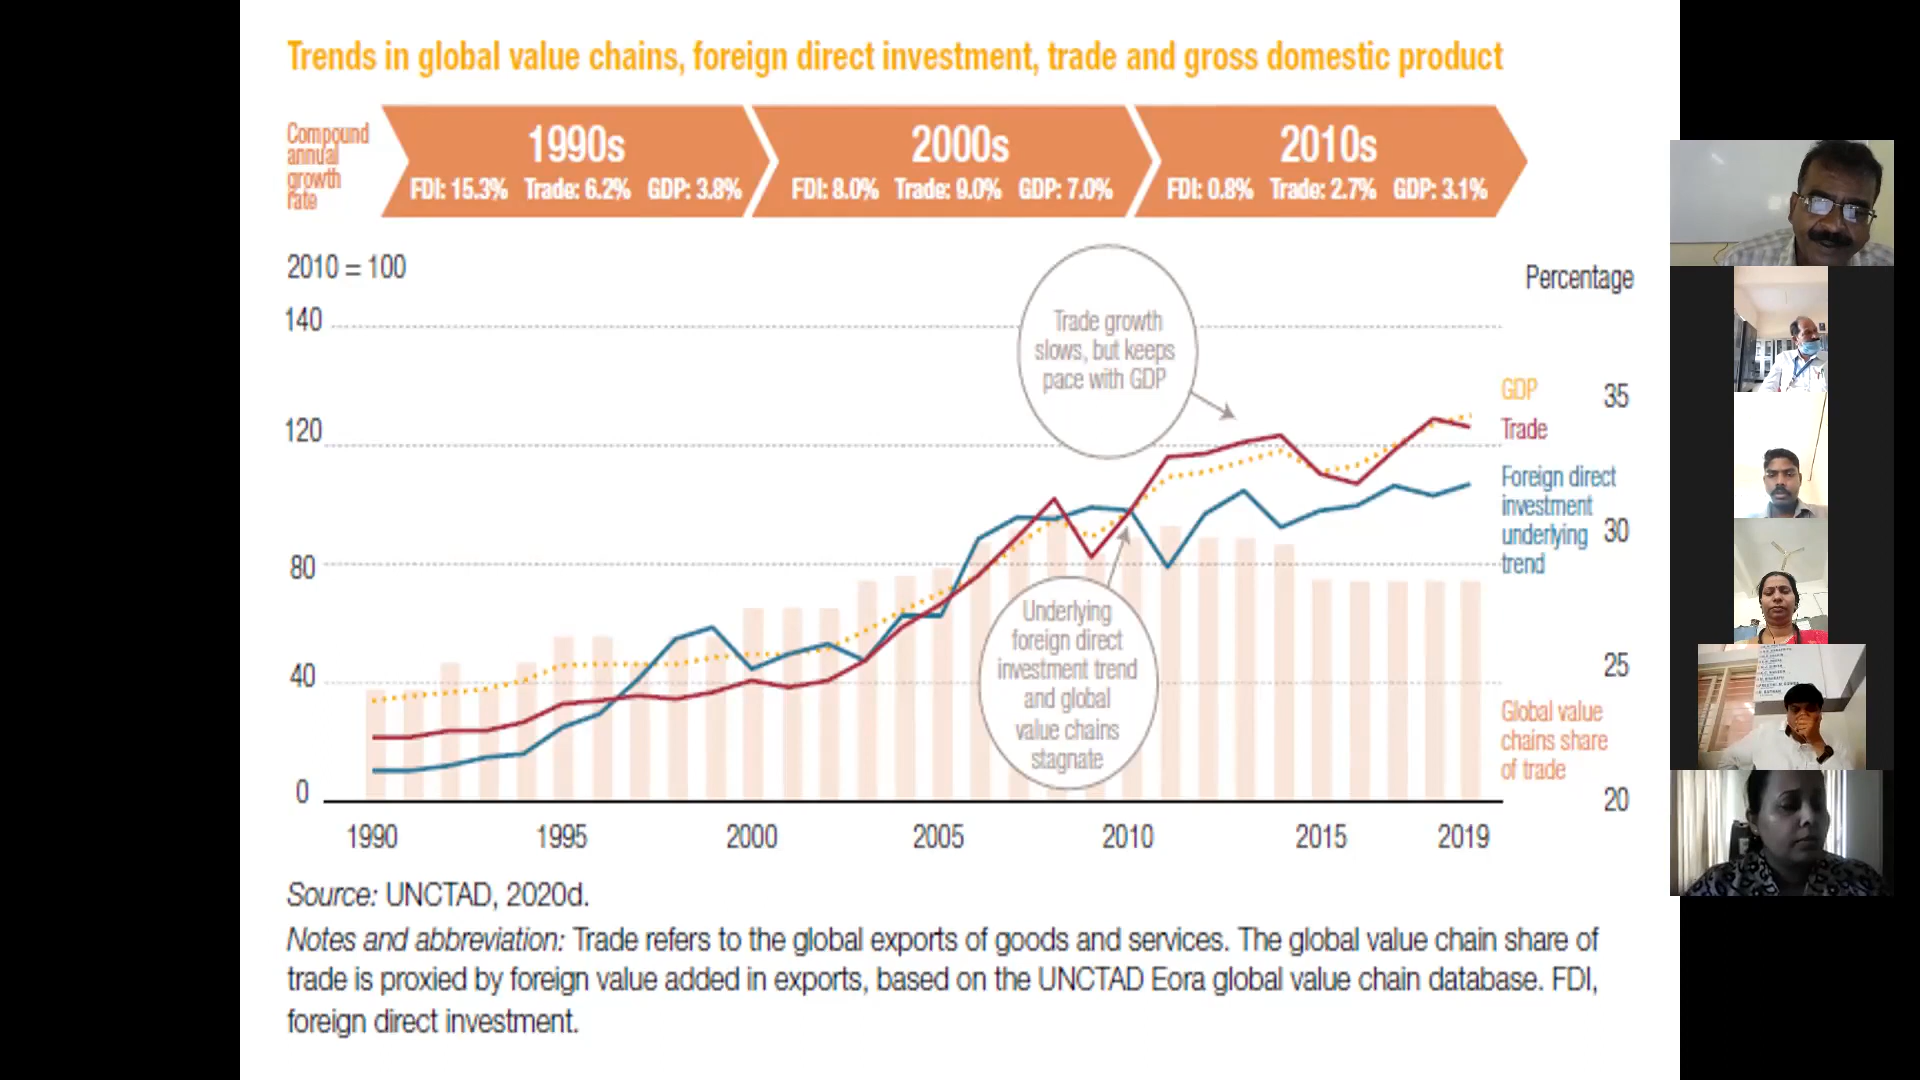 Trends in global value chains, foreign direct investment, trade and gross domestic product
Compound
annual
growth
rate
1990s
FDI: 15.3% Trade: 6.2% GDP: 3.8%
2000s
FDI: 8.0% Trade: 9.0% GDP: 7.0%
2010s
FDI: 0.8% Trade: 2.7% GDP: 3.1%
2010 = 100
Percentage
140
120
80
40
0
Trade growth
slows, but keeps
pace with GDP
Underlying
foreign direct
investment trend
and global
value chains
stagnate
GDP
Trade
Foreign direct
investment
underlying
trend
Global value
chains share
of trade
35
30
25
20
1990 1995 2000 2005 2010 2015 2019
Source: UNCTAD, 2020d.
Notes and abbreviation: Trade refers to the global exports of goods and services. The global value chain share of
trade is proxied by foreign value added in exports, based on the UNCTAD Eora global value chain database. FDI,
foreign direct investment.